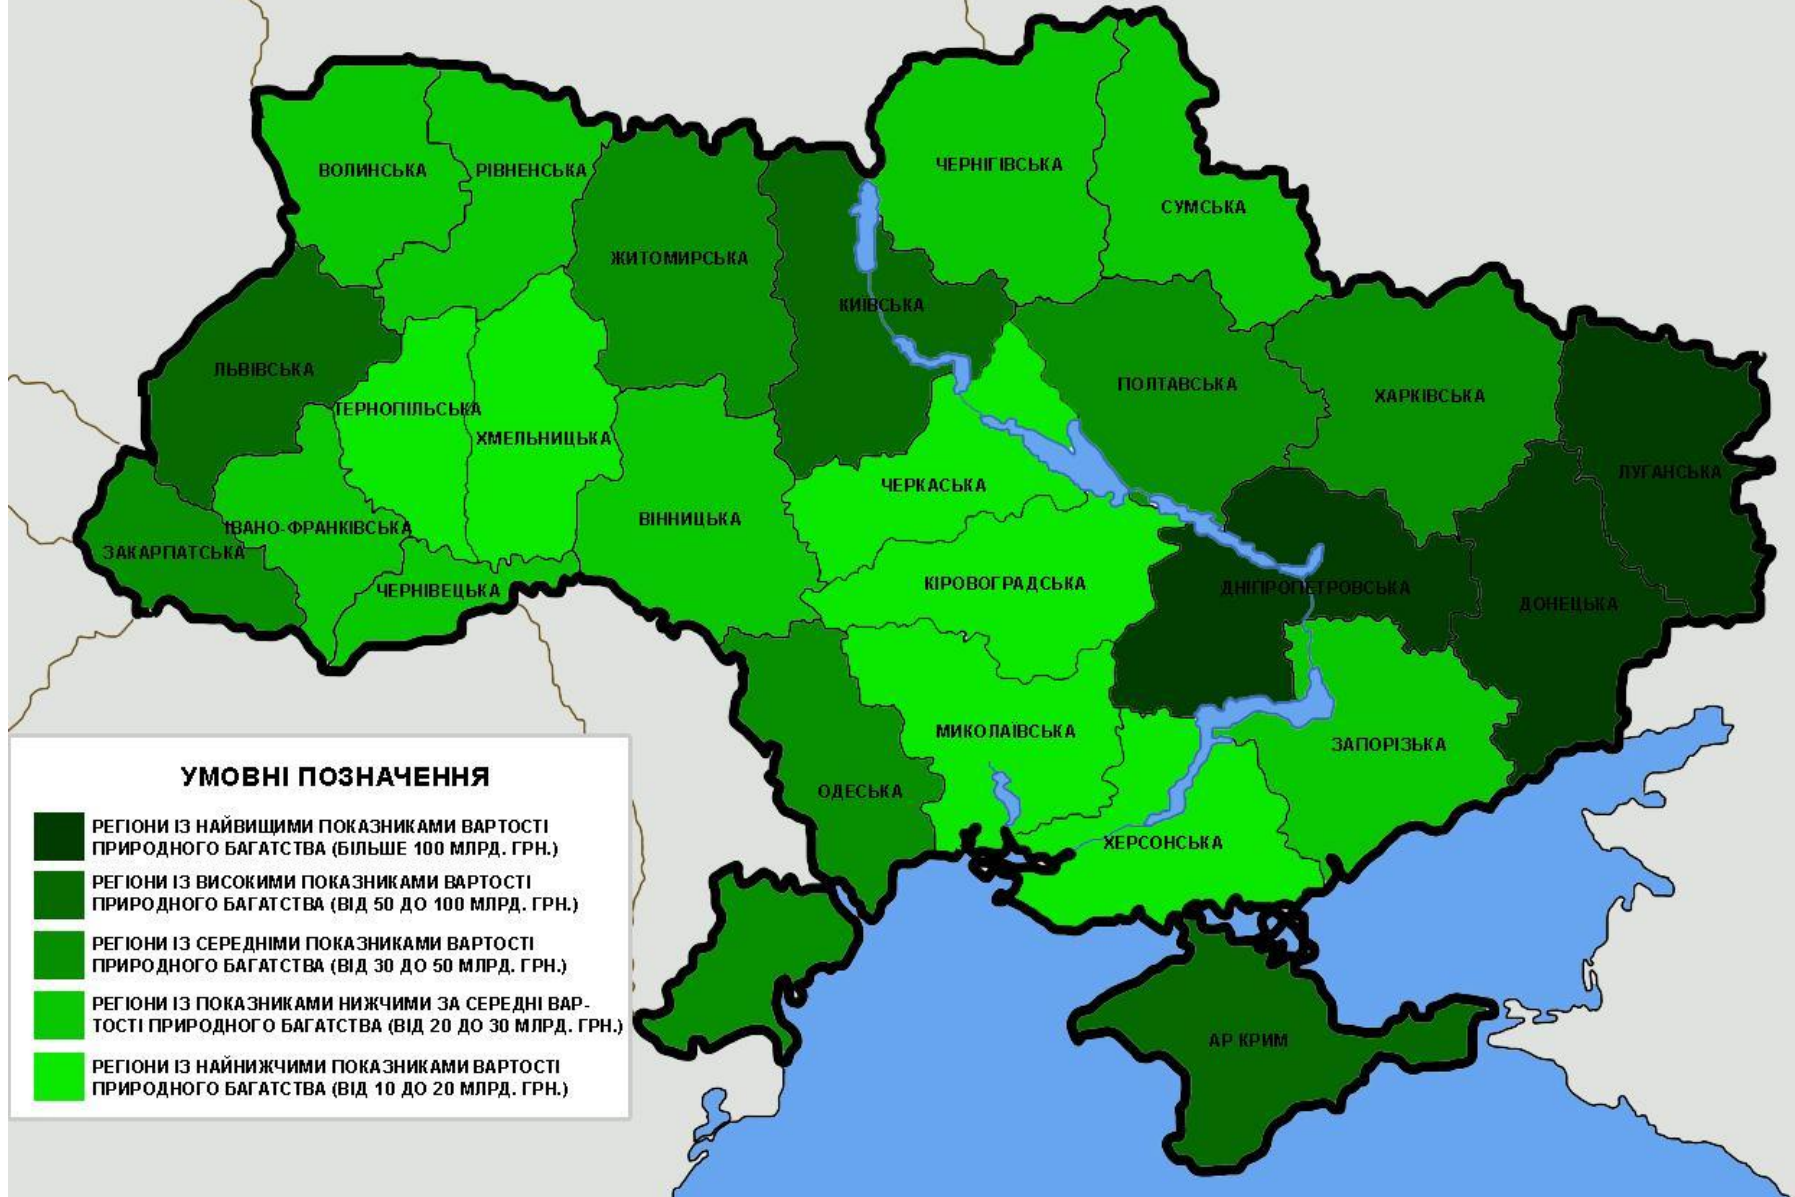 ВОЛИНСЬКА
РІВНЕНСЬКА
ЧЕРНІГІВСЬКА
СУМСЬКА
ЖИТОМИРСЬКА
КИЇВСЬКА
ЛЬВІВСЬКА
ТЕРНОПІЛЬСЬКА
ХМЕЛЬНИЦЬКА
ПОЛТАВСЬКА
ХАРКІВСЬКА
ЛУГАНСЬКА
ЧЕРКАСЬКА
ВІННИЦЬКА
ІВАНО-ФРАНКІВСЬКА
ЗАКАРПАТСЬКА
ЧЕРНІВЕЦЬКА
КІРОВОГРАДСЬКА
ДНІПРОПЕТРОВСЬКА
ДОНЕЦЬКА
МИКОЛАЇВСЬКА
ЗАПОРІЗЬКА
ОДЕСЬКА
ХЕРСОНСЬКА
АР КРИМ
УМОВНІ ПОЗНАЧЕННЯ
РЕГІОНИ ІЗ НАЙВИЩИМИ ПОКАЗНИКАМИ ВАРТОСТІ
ПРИРОДНОГО БАГАТСТВА (БІЛЬШЕ 100 МЛРД. ГРН.)
РЕГІОНИ ІЗ ВИСОКИМИ ПОКАЗНИКАМИ ВАРТОСТІ
ПРИРОДНОГО БАГАТСТВА (ВІД 50 ДО 100 МЛРД. ГРН.)
РЕГІОНИ ІЗ СЕРЕДНІМИ ПОКАЗНИКАМИ ВАРТОСТІ
ПРИРОДНОГО БАГАТСТВА (ВІД 30 ДО 50 МЛРД. ГРН.)
РЕГІОНИ ІЗ ПОКАЗНИКАМИ НИЖЧИМИ ЗА СЕРЕДНІ ВАР-
ТОСТІ ПРИРОДНОГО БАГАТСТВА (ВІД 20 ДО 30 МЛРД. ГРН.)
РЕГІОНИ ІЗ НАЙНИЖЧИМИ ПОКАЗНИКАМИ ВАРТОСТІ
ПРИРОДНОГО БАГАТСТВА (ВІД 10 ДО 20 МЛРД. ГРН.)